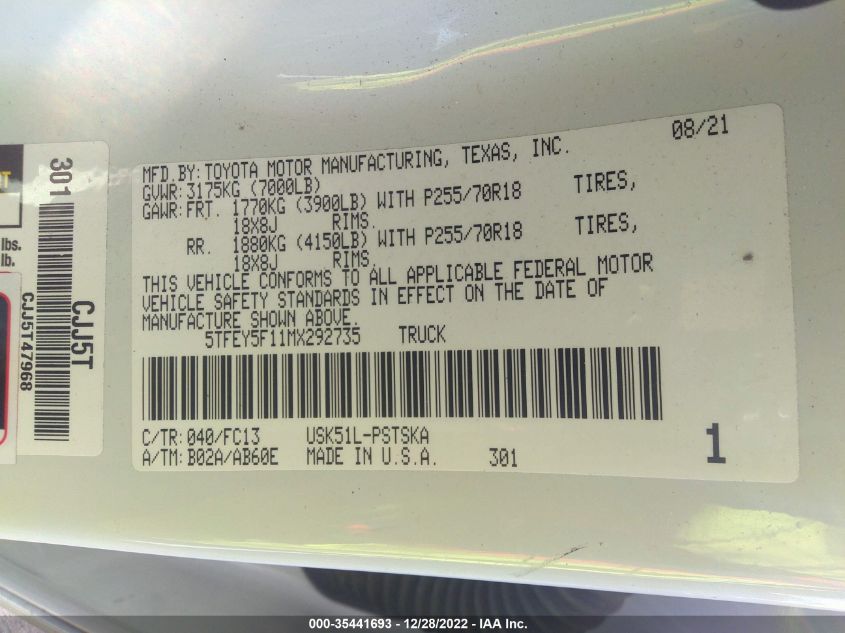 08/21
MFD.BY:TOYOTA MOTOR MANUFACTURING, TEXAS, INC.
GVWR:3175KG (7000LB)
GAWR:FRT. 1770KG (3900LB) WITH P255/70R18 TIRES,
18X8J RIMS.
RR. 1880KG (4150LB) WITH P255/70R18 TIRES,
18X8J RIMS.
THIS VEHICLE CONFORMS TO ALL APPLICABLE FEDERAL MOTOR
VEHICLE SAFETY STANDARDS IN EFFECT ON THE DATE OF
MANUFACTURE SHOWN ABOVE.
5TFEY5F11MX292735 TRUCK
C/TR:040/FC13 USK51L-PSTSKA
A/TM:B02A/AB60E MADE IN U.S.A. 301 1
301
CJJ5T
CJJ5T47968
lbs.
lb.
000-35441693 - 12/28/2022 - IAA Inc.